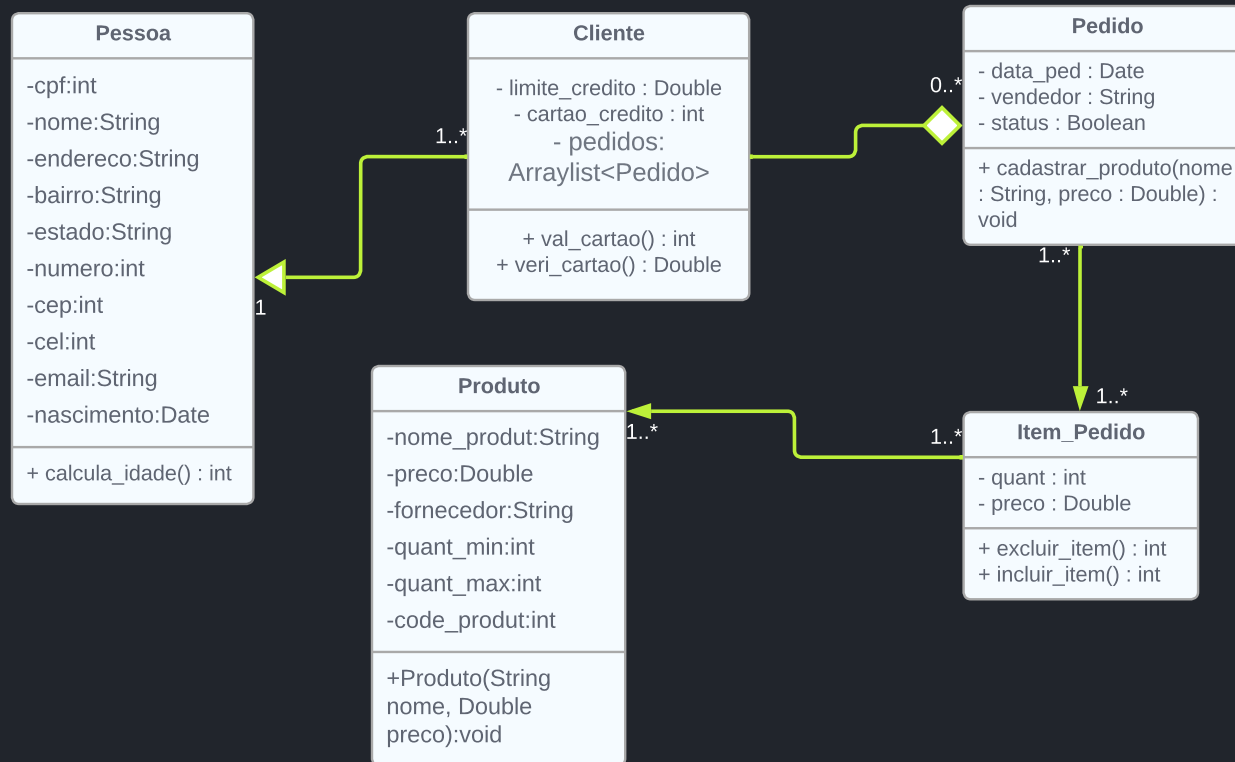 Pessoa
-cpf:int
-nome:String
-endereco:String
-bairro:String
-estado:String
-numero:int
-cep:int
-cel:int
-email:String
-nascimento:Date
+ calcula_idade() : int
1
1..*
Cliente
- limite_credito : Double
- cartao_credito : int
- pedidos:
Arraylist<Pedido>
+ val_cartao() : int
+ veri_cartao() : Double
0..*
Pedido
- data_ped : Date
- vendedor : String
- status : Boolean
+ cadastrar_produto(nome
: String, preco : Double) :
void
1..*
1..*
Produto
-nome_produt:String
-preco:Double
-fornecedor:String
-quant_min:int
-quant_max:int
-code_produt:int
+Produto(String
nome, Double
preco):void
1..*
1..*
Item_Pedido
- quant : int
- preco : Double
+ excluir_item() : int
+ incluir_item() : int